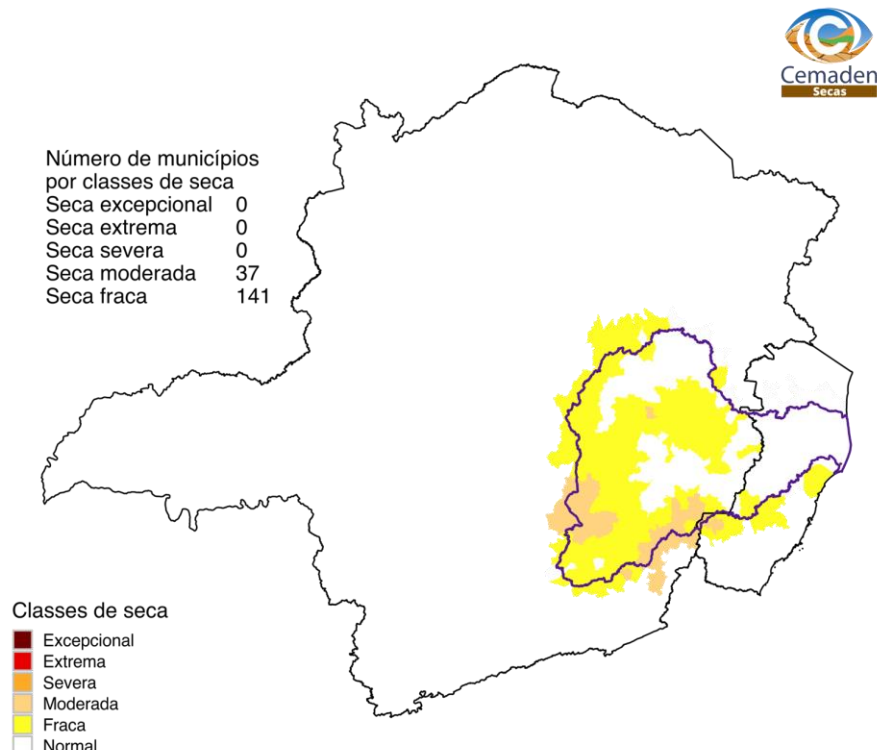 Cemaden
Secas
Número de municípios
por classes de seca
Seca excepcional 0
Seca extrema 0
Seca severa 0
Seca moderada 37
Seca fraca 141
Classes de seca
Excepcional
Extrema
Severa
Moderada
Fraca
Normal